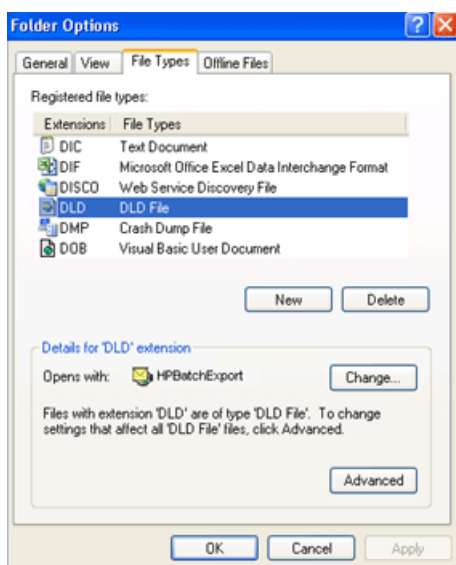 Folder Options
General View File Types Offline Files
Registered file types:
Extensions File Types
DIC Text Document
DIF Microsoft Office Excel Data Interchange Format
DISCO Web Service Discovery File
DLD DLD File
DMP Crash Dump File
DOB Visual Basic User Document
New Delete
Details for 'DLD' extension
Opens with: HPBatchExport Change...
Files with extension 'DLD' are of type 'DLD File'. To change
settings that affect all 'DLD File' files, click Advanced.
Advanced
OK Cancel Apply